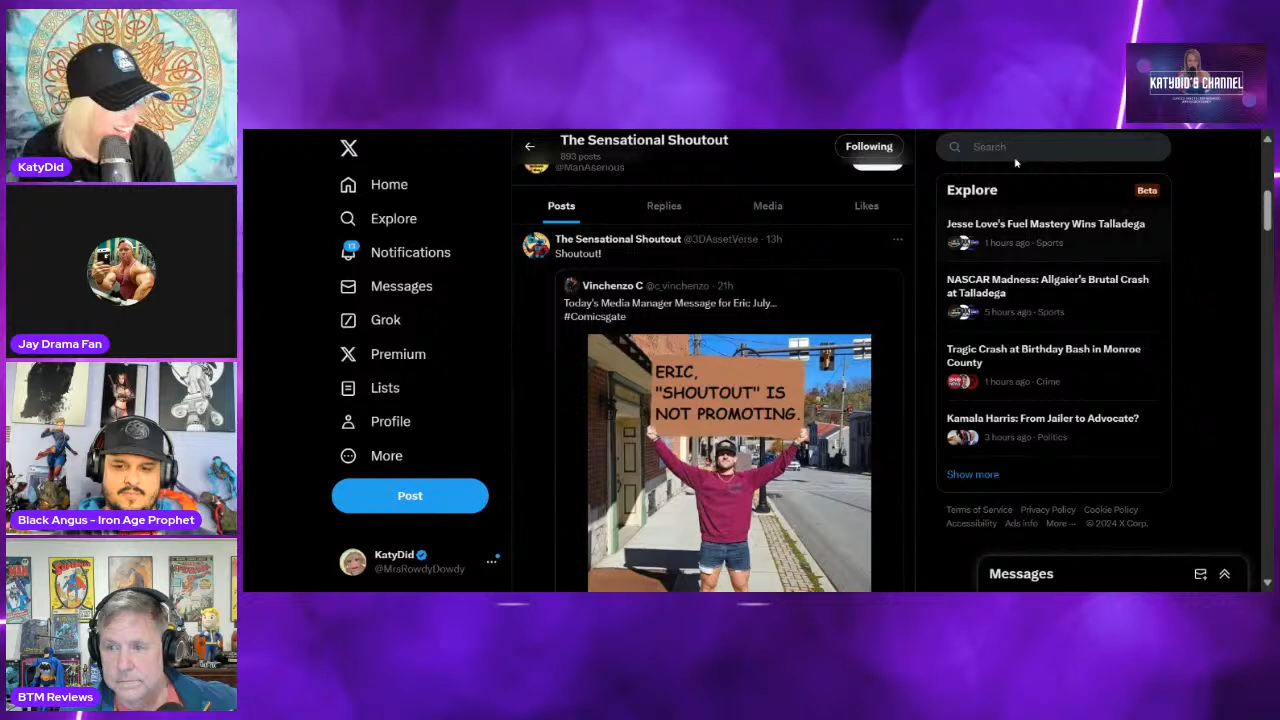 KatyDid
Jay Drama Fan
Black Angus - Iron Age Prophet
BTM Reviews
KATYDID'S CHANNEL
X
Home
Explore
13
Notifications
Messages
Grok
Premium
Lists
Profile
More
Post
KatyDid
@MrsRowdyDowdy
The Sensational Shoutout
893 posts
Following
@ManAserious
Posts
Replies
Media
Likes
The Sensational Shoutout @3DAssetVerse · 13h
Shoutout!
Vinchenzo C @c_vinchenzo · 21h
Today's Media Manager Message for Eric July...
#Comicsgate
ERIC,
"SHOUTOUT" IS
NOT PROMOTING.
Search
Explore
Beta
Jesse Love's Fuel Mastery Wins Talladega
1 hours ago · Sports
NASCAR Madness: Allgaier's Brutal Crash
at Talladega
5 hours ago · Sports
Tragic Crash at Birthday Bash in Monroe
County
1 hours ago · Crime
Kamala Harris: From Jailer to Advocate?
3 hours ago · Politics
Show more
Terms of Service Privacy Policy Cookie Policy
Accessibility Ads info More ··· © 2024 X Corp.
Messages